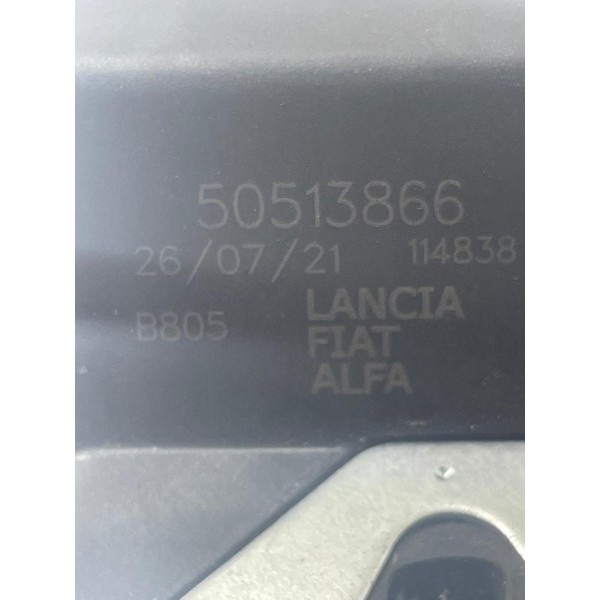 50513866
26/07/21 114838
B805 LANCIA
FIAT
ALFA